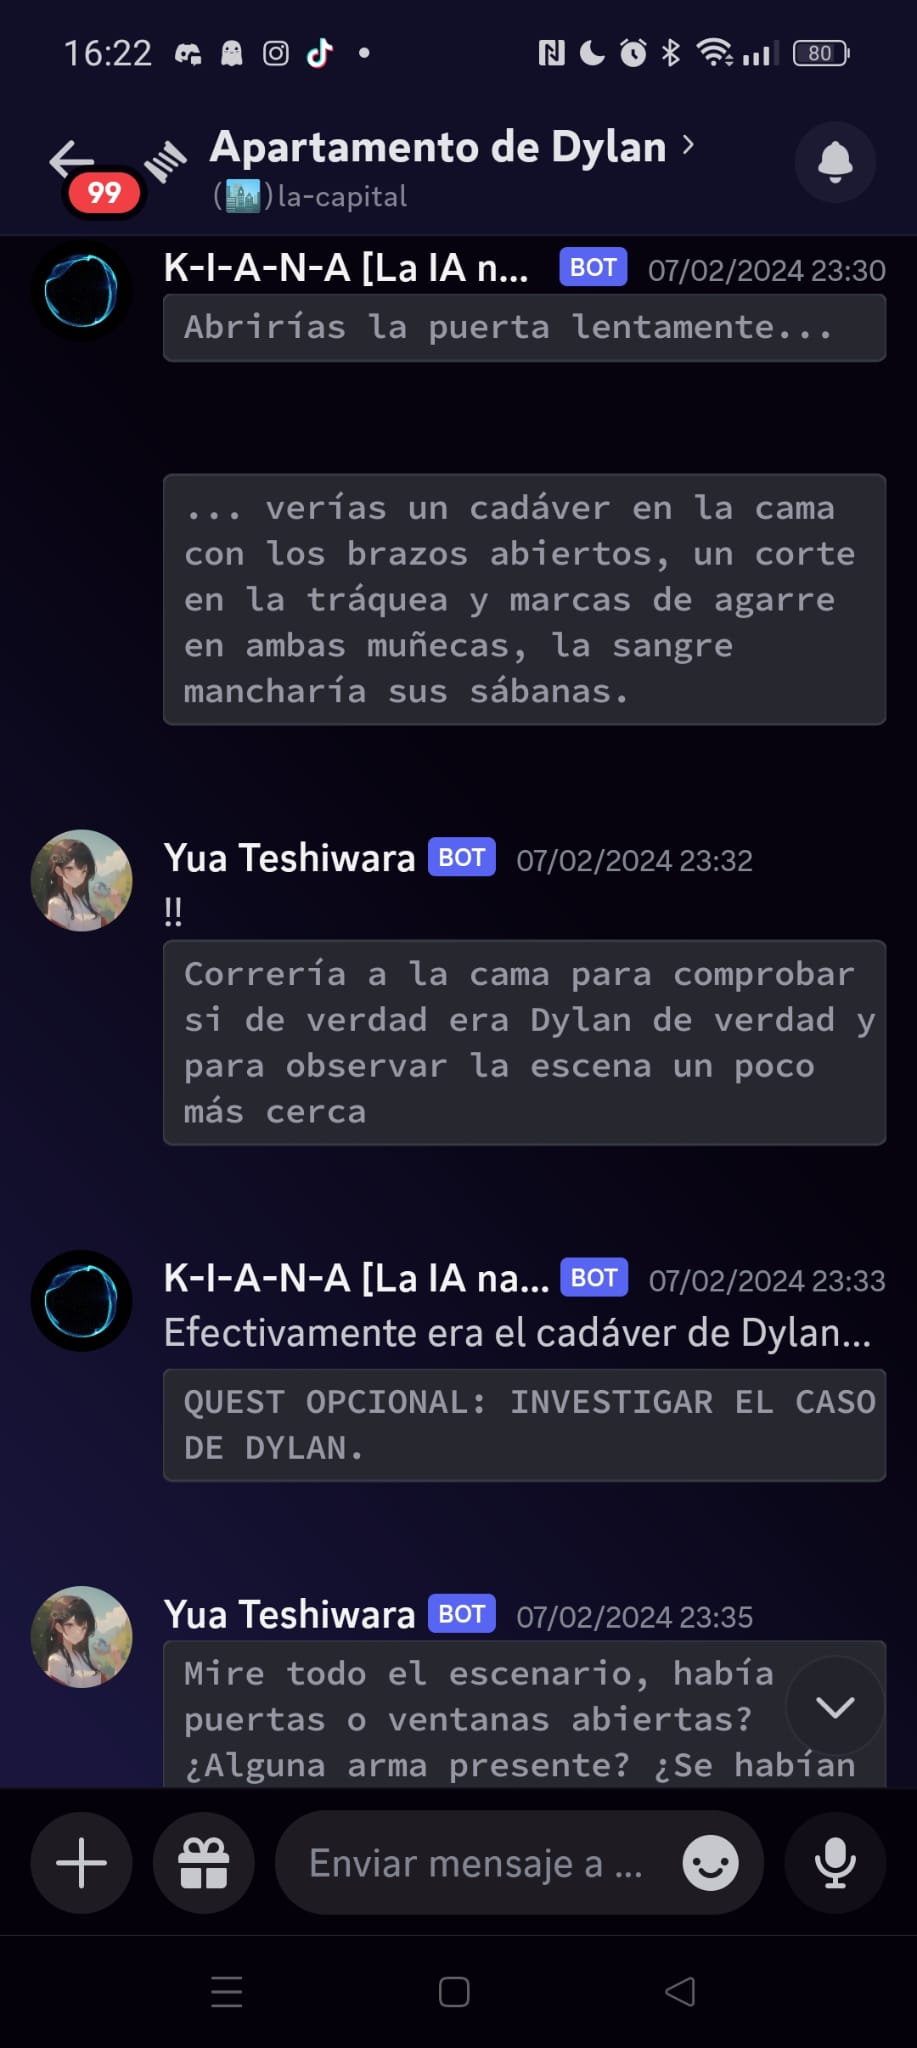 16:22
80
Apartamento de Dylan
99
(🏙️)la-capital
K-I-A-N-A [La IA n... BOT 07/02/2024 23:30
Abrirías la puerta lentamente...
... verías un cadáver en la cama
con los brazos abiertos, un corte
en la tráquea y marcas de agarre
en ambas muñecas, la sangre
mancharía sus sábanas.
Yua Teshiwara BOT 07/02/2024 23:32
!!
Correría a la cama para comprobar
si de verdad era Dylan de verdad y
para observar la escena un poco
más cerca
K-I-A-N-A [La IA na... BOT 07/02/2024 23:33
Efectivamente era el cadáver de Dylan...
QUEST OPCIONAL: INVESTIGAR EL CASO
DE DYLAN.
Yua Teshiwara BOT 07/02/2024 23:35
Mire todo el escenario, había
puertas o ventanas abiertas?
¿Alguna arma presente? ¿Se habían
Enviar mensaje a ...